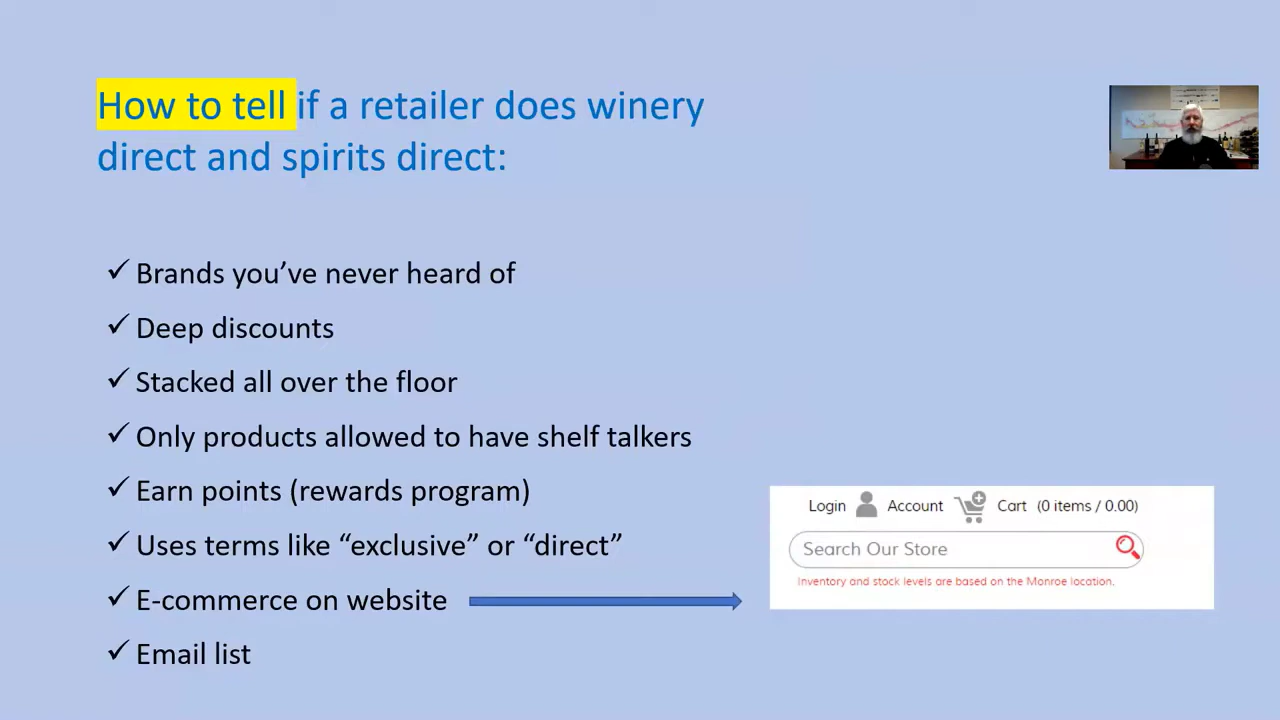 How to tell if a retailer does winery
direct and spirits direct:
✓ Brands you’ve never heard of
✓ Deep discounts
✓ Stacked all over the floor
✓ Only products allowed to have shelf talkers
✓ Earn points (rewards program)
✓ Uses terms like “exclusive” or “direct”
✓ E-commerce on website
✓ Email list
Login Account Cart (0 items / 0.00)
Search Our Store
Inventory and stock levels are based on the Monroe location.